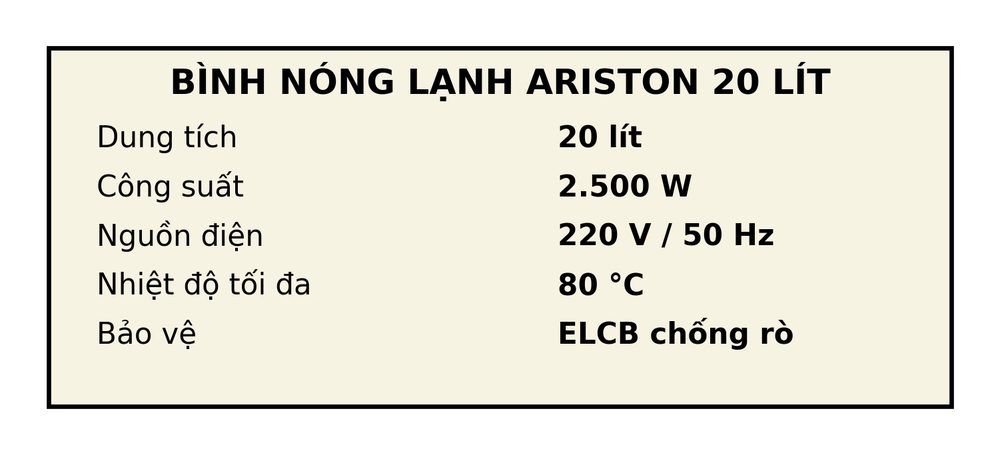 BÌNH NÓNG LẠNH ARISTON 20 LÍT
Dung tích 20 lít
Công suất 2.500 W
Nguồn điện 220 V / 50 Hz
Nhiệt độ tối đa 80 °C
Bảo vệ ELCB chống rò